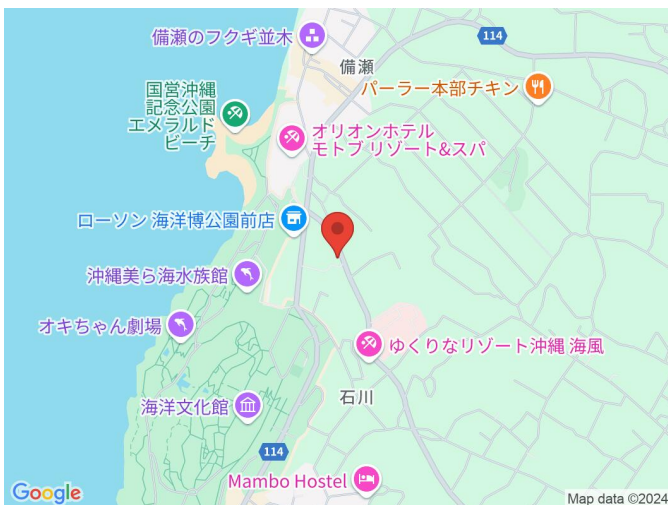 備瀬のフクギ並木
114
備瀬
国営沖縄
記念公園
エメラルド
ビーチ
パーラー本部チキン
オリオンホテル
モトブ リゾート&スパ
ローソン 海洋博公園前店
沖縄美ら海水族館
オキちゃん劇場
ゆくりなリゾート沖縄 海風
海洋文化館
石川
114
Mambo Hostel
Google
Map data ©2024